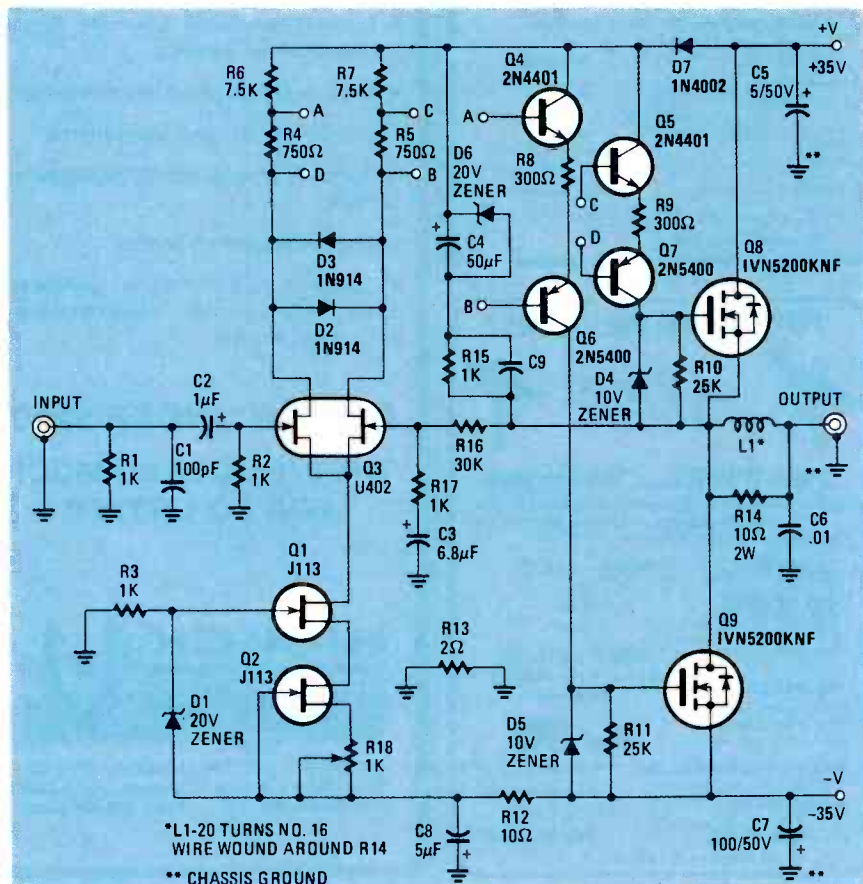 +V
+35V
R6
7.5K
R7
7.5K
Q4
2N4401
D7
1N4002
C5
5/50V
+
**
A
C
A
R4
750Ω
R5
750Ω
D
B
D6
20V
ZENER
R8
300Ω
Q5
2N4401
C
R9
300Ω
D
D3
1N914
+
C4
50μF
Q7
2N5400
Q8
IVN5200KNF
D2
1N914
B
Q6
2N5400
R15
1K
C9
D4
10V
ZENER
R10
25K
INPUT
C2
1μF
+
OUTPUT
R1
1K
C1
100pF
R2
1K
Q3
U402
R16
30K
L1*
**
R17
1K
+
C3
6.8μF
R14
10Ω
2W
C6
.01
Q1
J113
R3
1K
Q2
J113
R13
2Ω
Q9
IVN5200KNF
D1
20V
ZENER
R18
1K
D5
10V
ZENER
R11
25K
-V
-35V
*L1-20 TURNS NO. 16
WIRE WOUND AROUND R14
C8
5μF
+
R12
10Ω
C7
100/50V
+
**
** CHASSIS GROUND